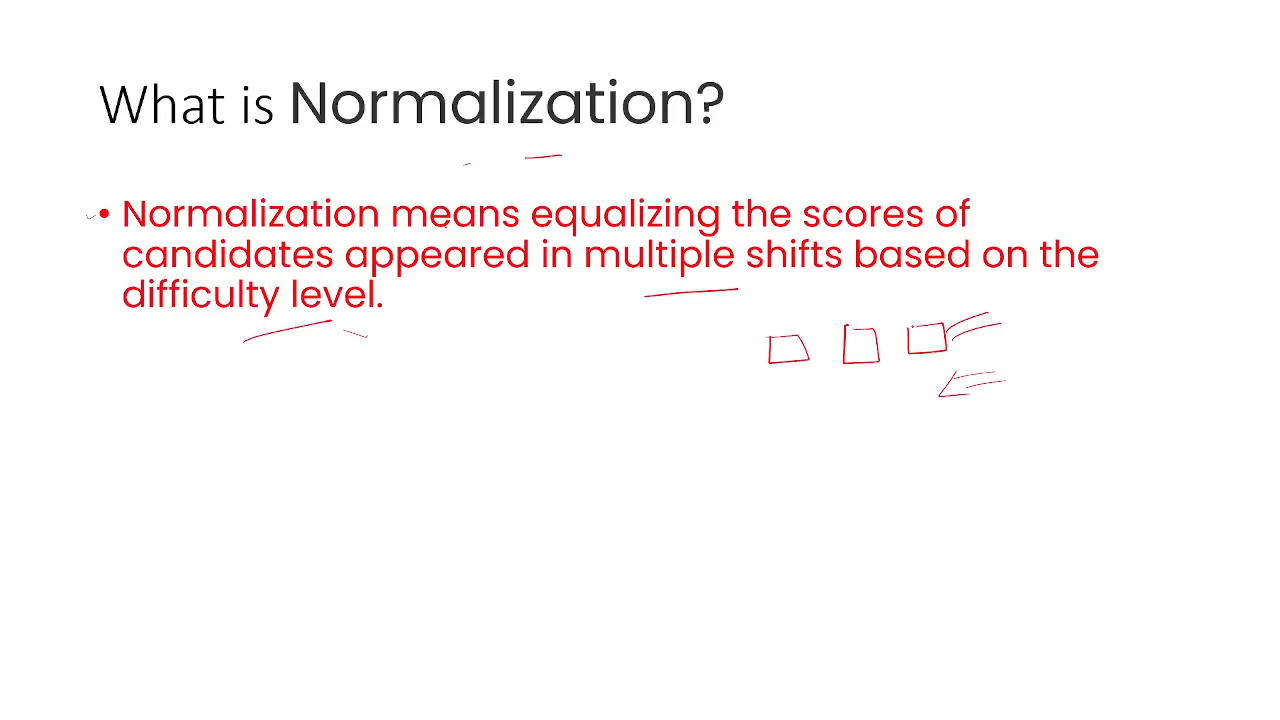 What is Normalization?
• Normalization means equalizing the scores of
candidates appeared in multiple shifts based on the
difficulty level.